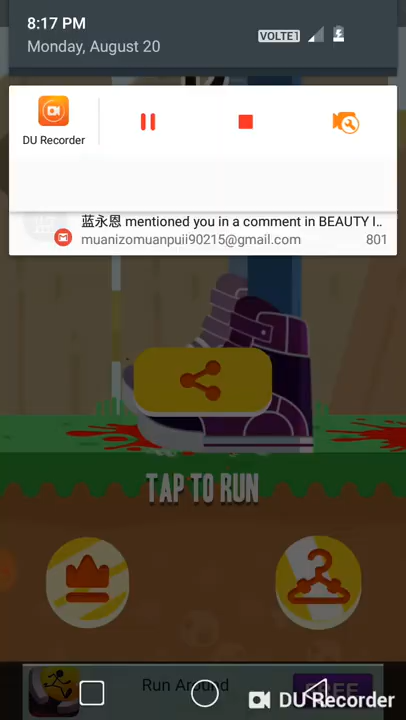 8:17 PM
Monday, August 20
VOLTE1
DU Recorder
蓝永恩 mentioned you in a comment in BEAUTY I..
muanizomuanpuii90215@gmail.com 801
TAP TO RUN
Run Around
FREE
DU Recorder